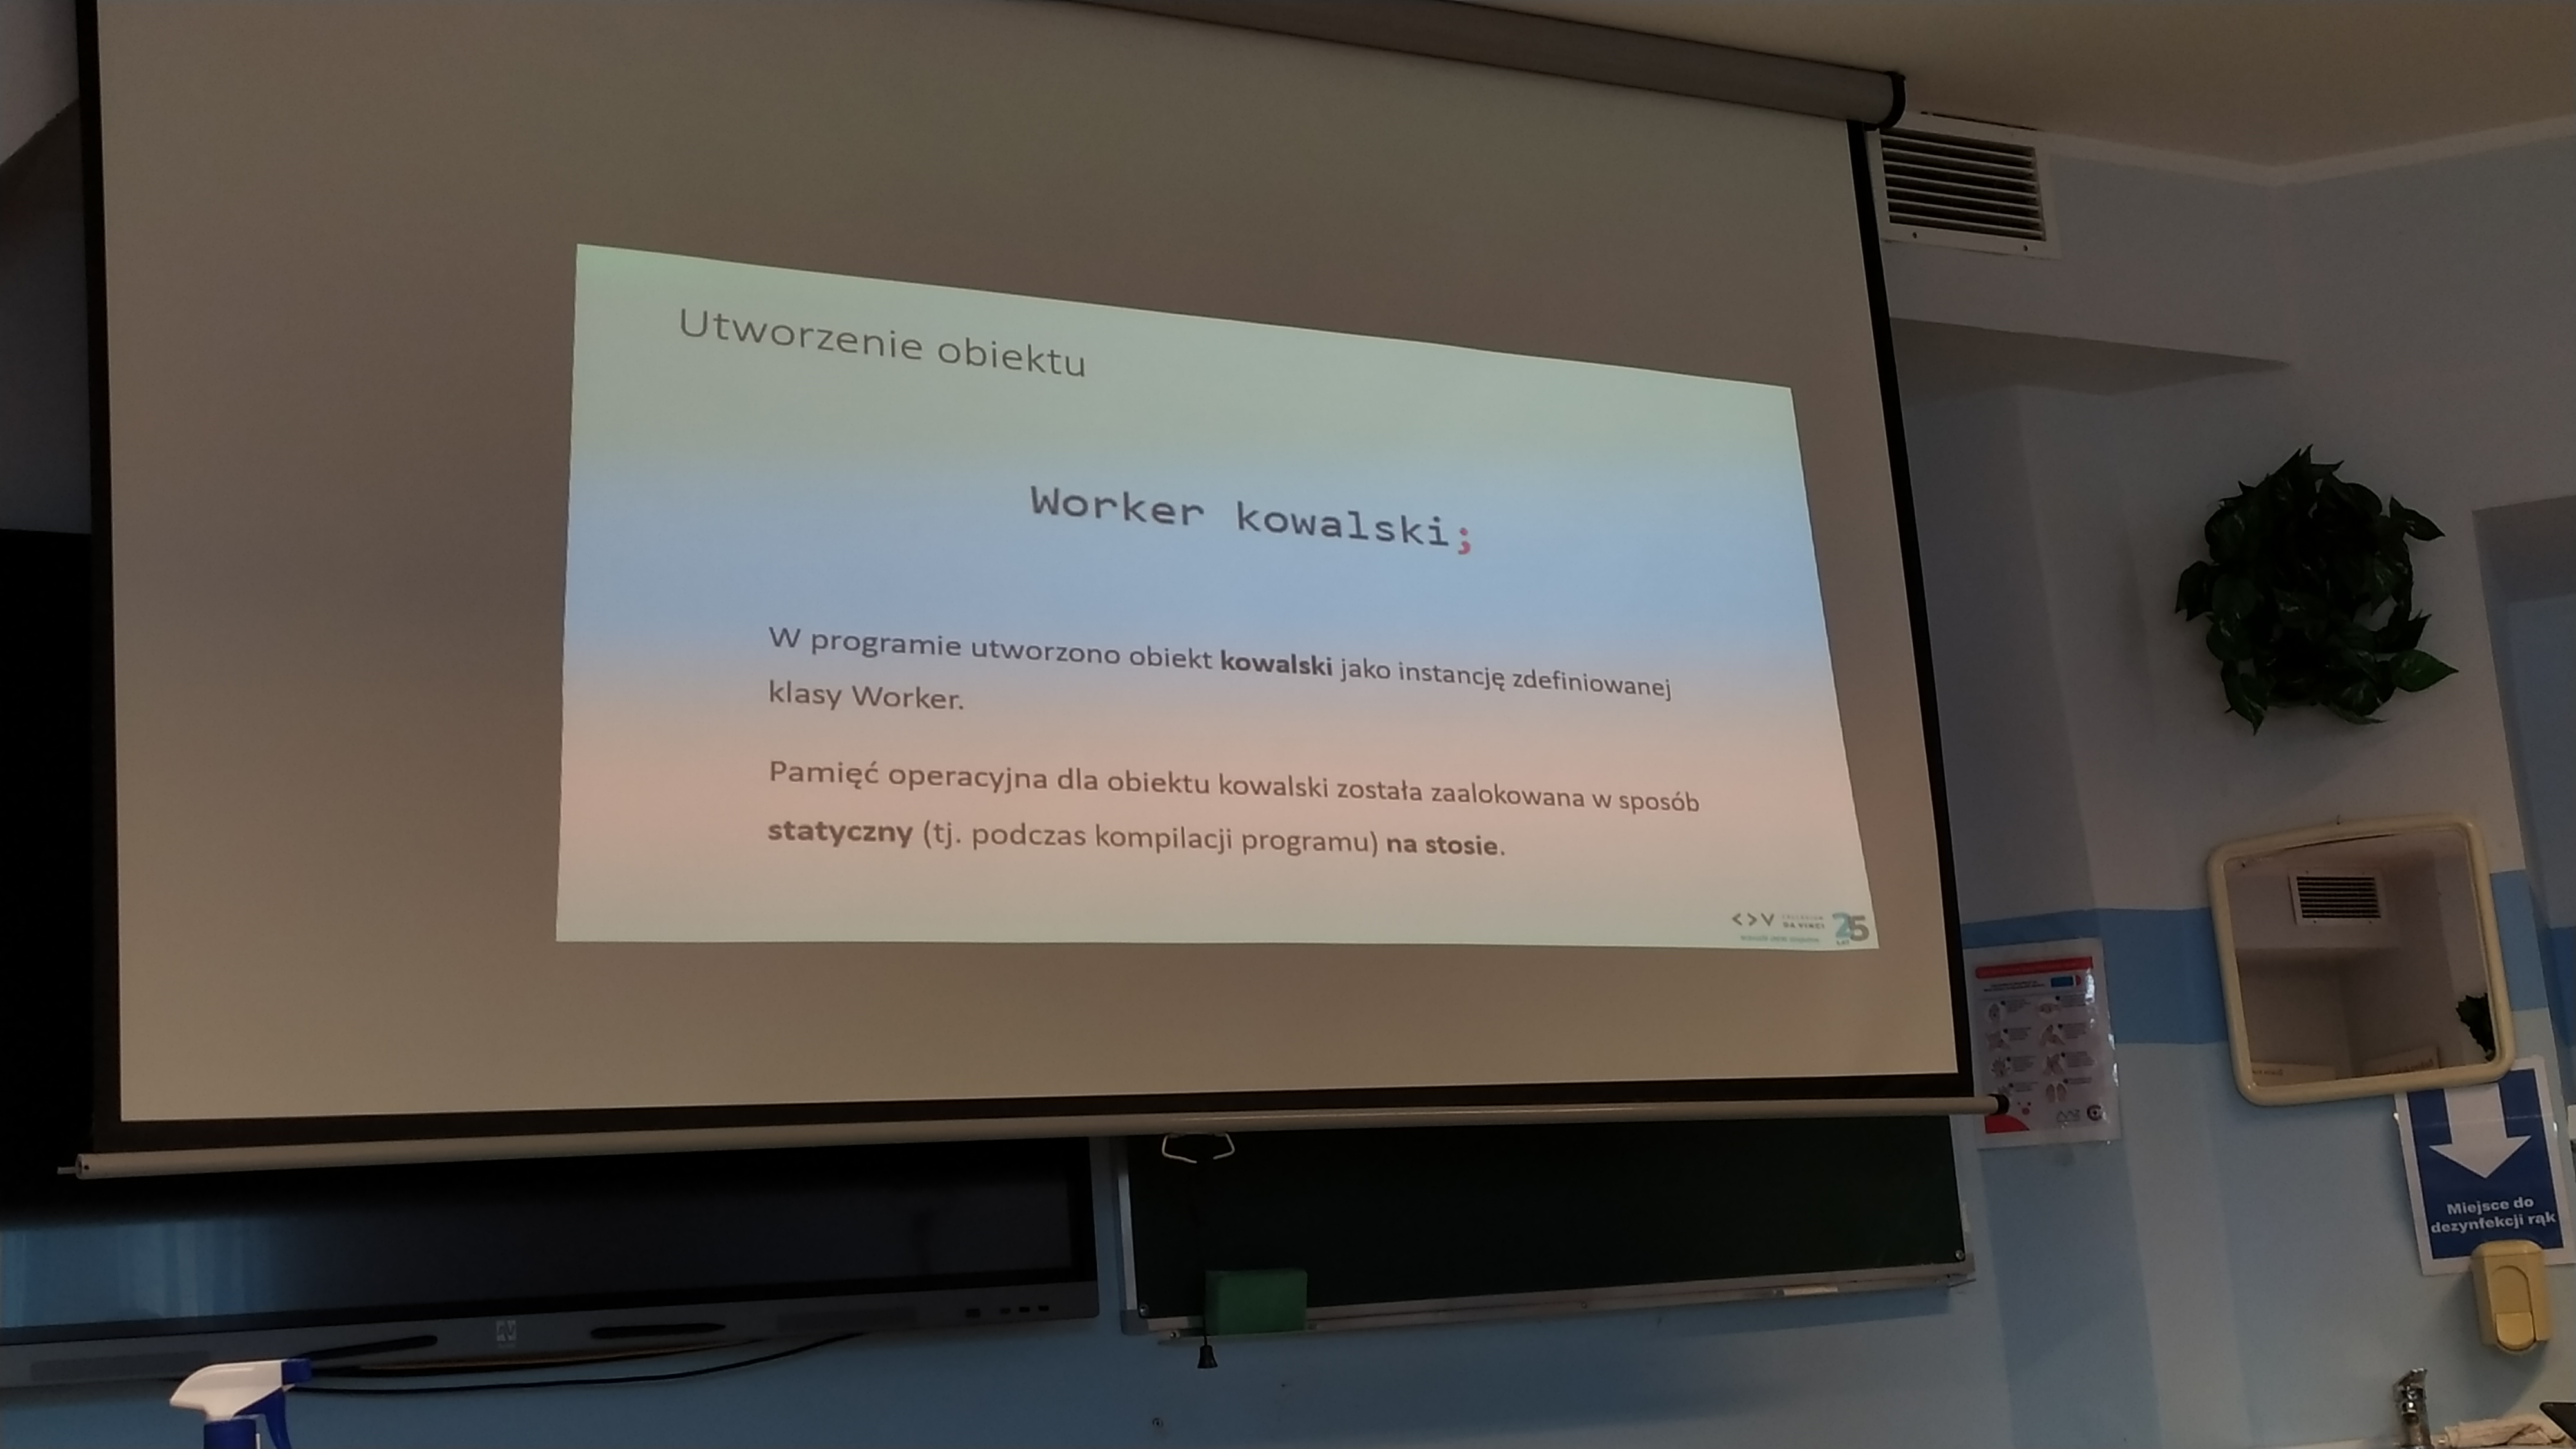 Utworzenie obiektu
Worker kowalski;
W programie utworzono obiekt kowalski jako instancję zdefiniowanej
klasy Worker.
Pamięć operacyjna dla obiektu kowalski została zaalokowana w sposób
statyczny (tj. podczas kompilacji programu) na stosie.
DA VINCI
25
LAT
Miejsce do
dezynfekcji rąk